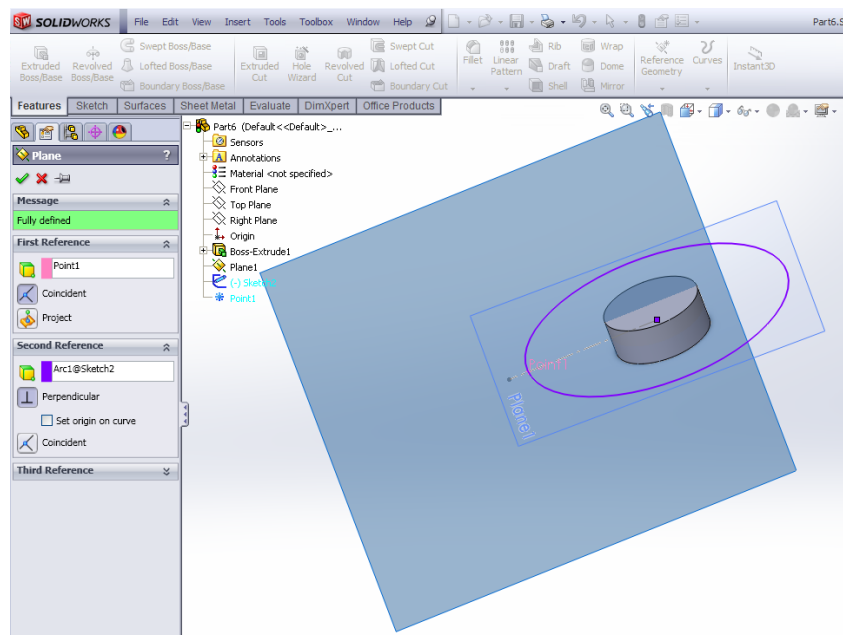 SW SOLIDWORKS File Edit View Insert Tools Toolbox Window Help Part6.S
Extruded Boss/Base
Revolved Boss/Base
Swept Boss/Base
Lofted Boss/Base
Boundary Boss/Base
Extruded Cut
Hole Wizard
Revolved Cut
Swept Cut
Lofted Cut
Boundary Cut
Fillet
Linear Pattern
Rib
Draft
Shell
Wrap
Dome
Mirror
Reference Geometry
Curves
Instant3D
Features Sketch Surfaces Sheet Metal Evaluate DimXpert Office Products
Plane ?
Message
Fully defined
First Reference
Point1
Coincident
Project
Second Reference
Arc1@Sketch2
Perpendicular
Set origin on curve
Coincident
Third Reference
Part6 (Default<<Default>_...
Sensors
A Annotations
Material <not specified>
Front Plane
Top Plane
Right Plane
Origin
Boss-Extrude1
Plane1
Point1
Plane1